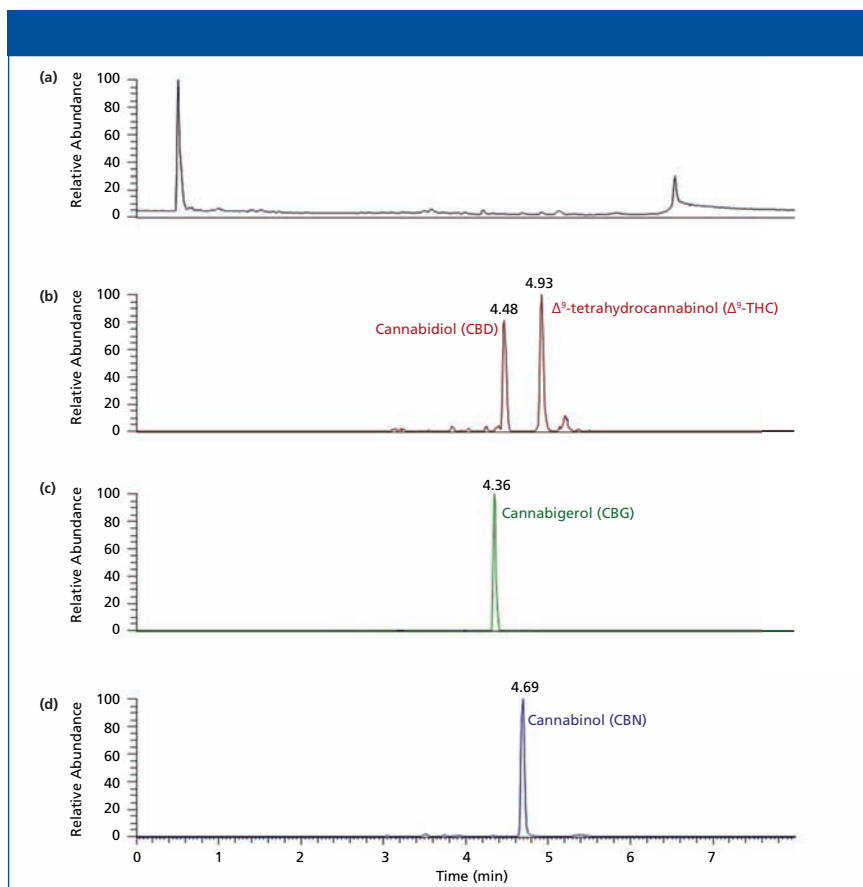 (a)
Relative Abundance
100
80
60
40
20
0
(b)
Relative Abundance
100
80
60
40
20
0
4.48
4.93
Cannabidiol (CBD)
Δ⁹-tetrahydrocannabinol (Δ⁹-THC)
(c)
Relative Abundance
100
80
60
40
20
0
4.36
Cannabigerol (CBG)
(d)
Relative Abundance
100
80
60
40
20
0
4.69
Cannabinol (CBN)
0 1 2 3 4 5 6 7
Time (min)